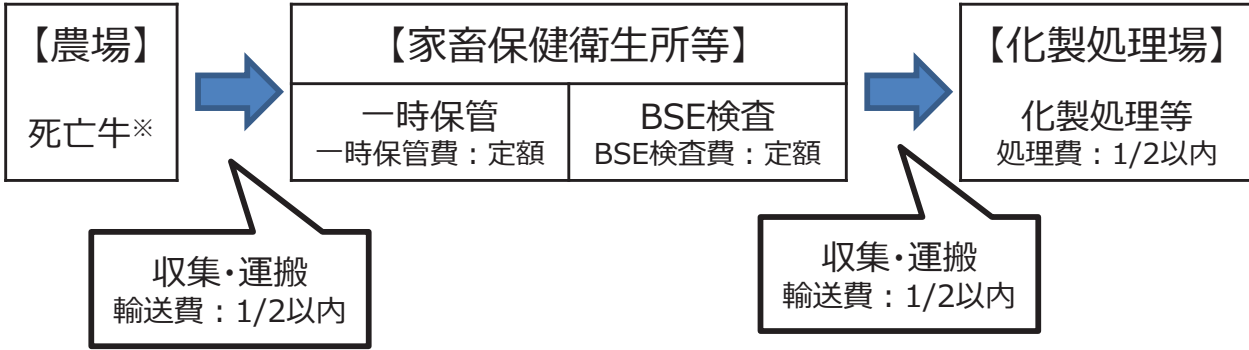 【農場】
死亡牛※
【家畜保健衛生所等】
一時保管
一時保管費：定額
BSE検査
BSE検査費：定額
【化製処理場】
化製処理等
処理費：1/2以内
収集・運搬
輸送費：1/2以内
収集・運搬
輸送費：1/2以内